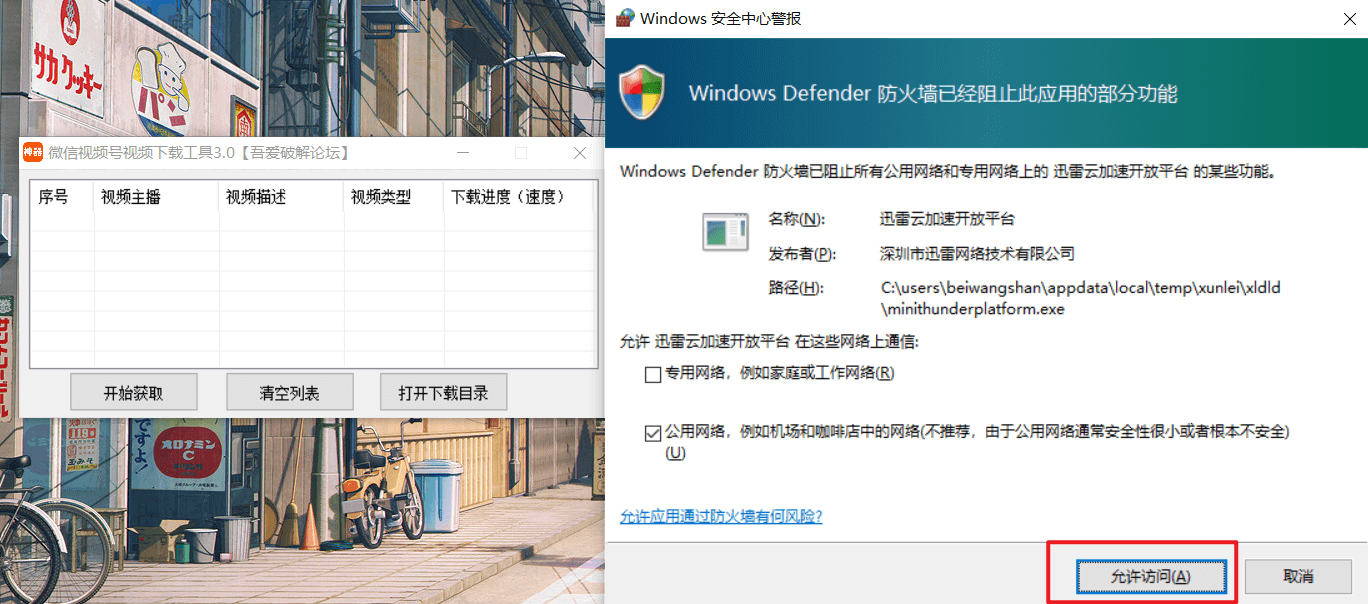 サカ クッキー
パン
神器 微信视频号视频下载工具3.0【吾爱破解论坛】
序号 视频主播 视频描述 视频类型 下载进度（速度）
开始获取 清空列表 打开下载目录
ですよ!
オロナミン
C
Windows 安全中心警报
Windows Defender 防火墙已经阻止此应用的部分功能
Windows Defender 防火墙已阻止所有公用网络和专用网络上的 迅雷云加速开放平台 的某些功能。
名称(N): 迅雷云加速开放平台
发布者(P): 深圳市迅雷网络技术有限公司
路径(H): C:\users\beiwangshan\appdata\local\temp\xunlei\xldld
\minithunderplatform.exe
允许 迅雷云加速开放平台 在这些网络上通信:
专用网络，例如家庭或工作网络(R)
公用网络，例如机场和咖啡店中的网络(不推荐，由于公用网络通常安全性很小或者根本不安全)
(U)
允许应用通过防火墙有何风险?
允许访问(A) 取消